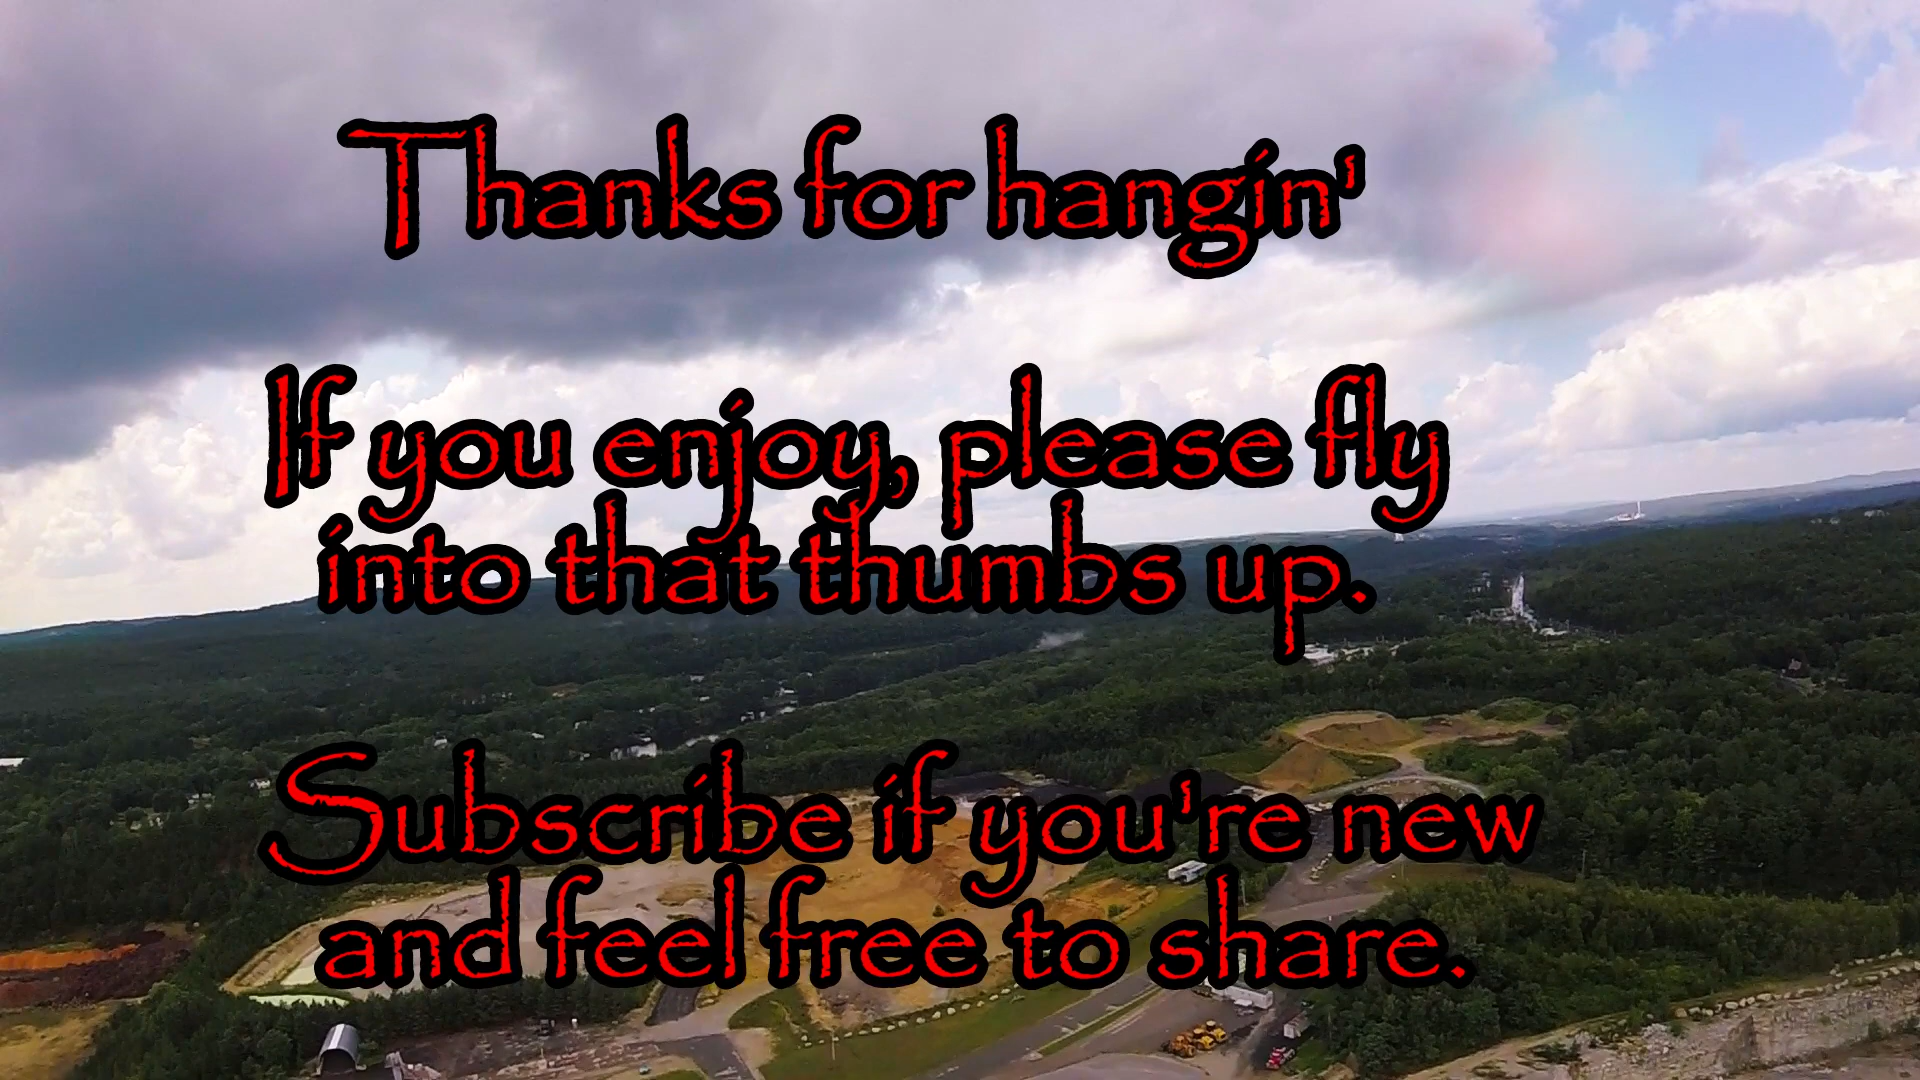 Thanks for hangin'
If you enjoy, please fly
into that thumbs up.
Subscribe if you're new
and feel free to share.